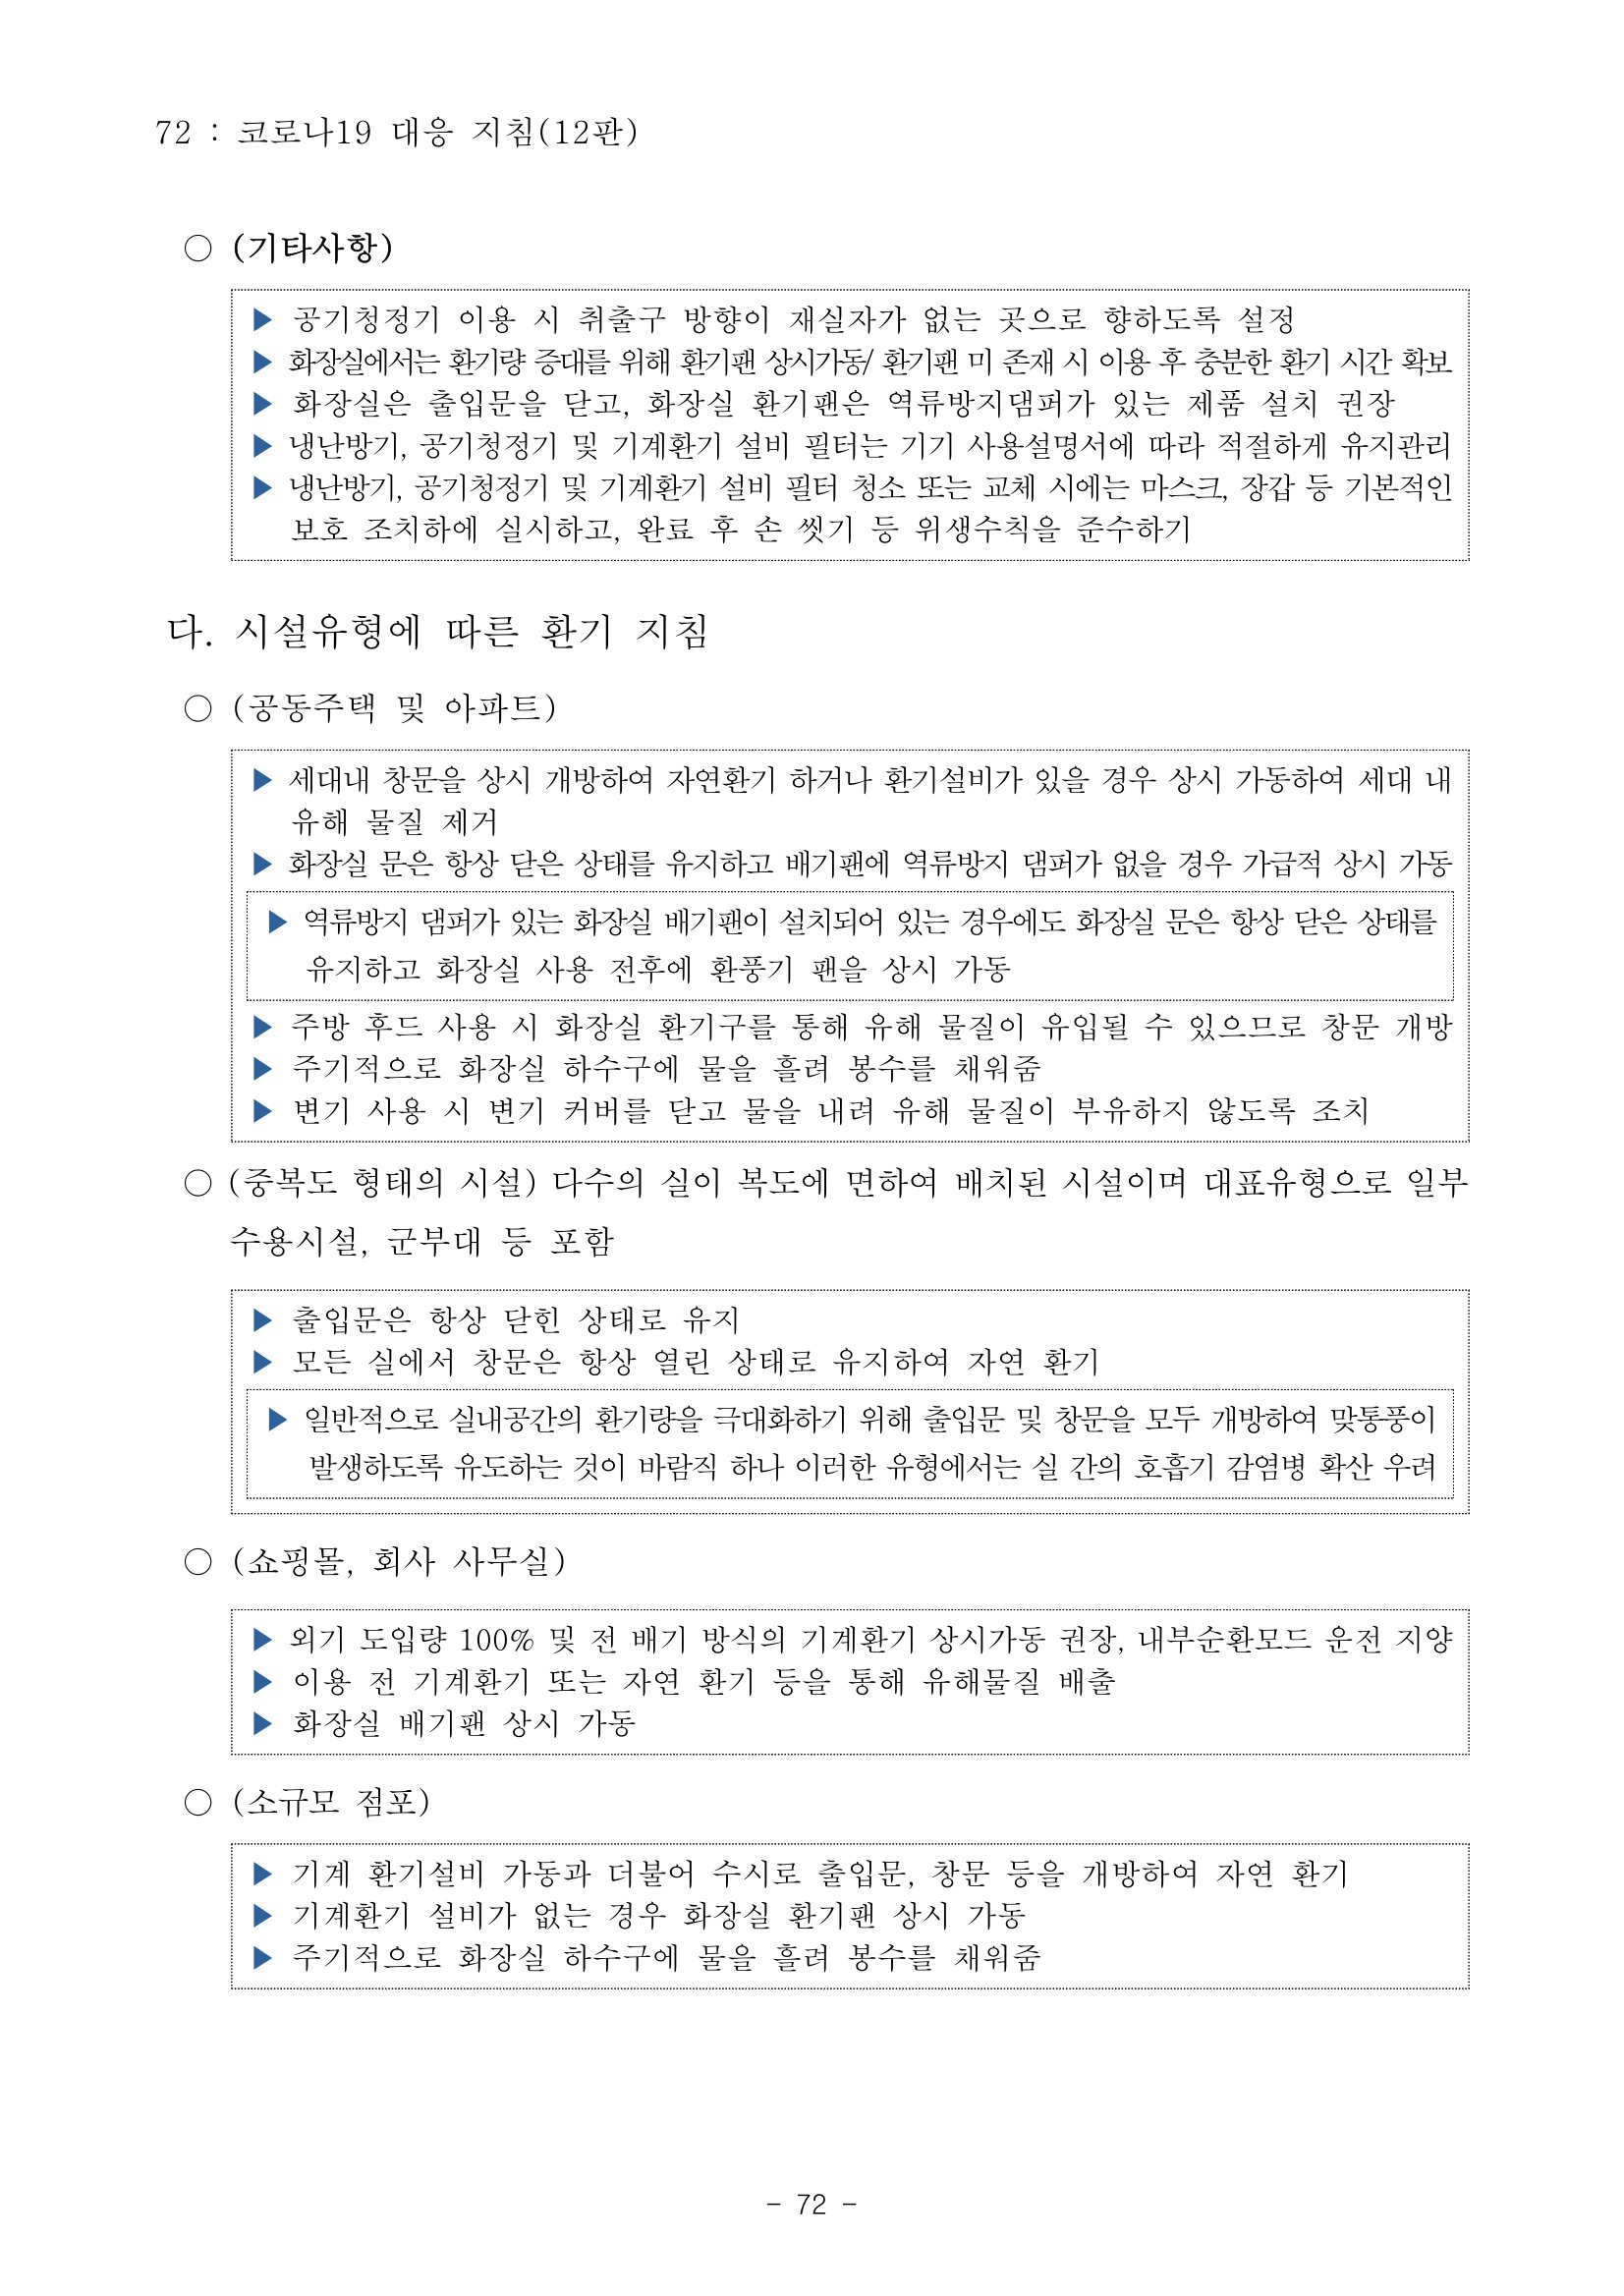 72 : 코로나19 대응 지침(12판)
○ (기타사항)
▶ 공기청정기 이용 시 취출구 방향이 재실자가 없는 곳으로 향하도록 설정
▶ 화장실에서는 환기량 증대를 위해 환기팬 상시가동/ 환기팬 미 존재 시 이용 후 충분한 환기 시간 확보
▶ 화장실은 출입문을 닫고, 화장실 환기팬은 역류방지댐퍼가 있는 제품 설치 권장
▶ 냉난방기, 공기청정기 및 기계환기 설비 필터는 기기 사용설명서에 따라 적절하게 유지관리
▶ 냉난방기, 공기청정기 및 기계환기 설비 필터 청소 또는 교체 시에는 마스크, 장갑 등 기본적인
보호 조치하에 실시하고, 완료 후 손 씻기 등 위생수칙을 준수하기
다. 시설유형에 따른 환기 지침
○ (공동주택 및 아파트)
▶ 세대내 창문을 상시 개방하여 자연환기 하거나 환기설비가 있을 경우 상시 가동하여 세대 내
유해 물질 제거
▶ 화장실 문은 항상 닫은 상태를 유지하고 배기팬에 역류방지 댐퍼가 없을 경우 가급적 상시 가동
▶ 역류방지 댐퍼가 있는 화장실 배기팬이 설치되어 있는 경우에도 화장실 문은 항상 닫은 상태를
유지하고 화장실 사용 전후에 환풍기 팬을 상시 가동
▶ 주방 후드 사용 시 화장실 환기구를 통해 유해 물질이 유입될 수 있으므로 창문 개방
▶ 주기적으로 화장실 하수구에 물을 흘려 봉수를 채워줌
▶ 변기 사용 시 변기 커버를 닫고 물을 내려 유해 물질이 부유하지 않도록 조치
○ (중복도 형태의 시설) 다수의 실이 복도에 면하여 배치된 시설이며 대표유형으로 일부
수용시설, 군부대 등 포함
▶ 출입문은 항상 닫힌 상태로 유지
▶ 모든 실에서 창문은 항상 열린 상태로 유지하여 자연 환기
▶ 일반적으로 실내공간의 환기량을 극대화하기 위해 출입문 및 창문을 모두 개방하여 맞통풍이
발생하도록 유도하는 것이 바람직 하나 이러한 유형에서는 실 간의 호흡기 감염병 확산 우려
○ (쇼핑몰, 회사 사무실)
▶ 외기 도입량 100% 및 전 배기 방식의 기계환기 상시가동 권장, 내부순환모드 운전 지양
▶ 이용 전 기계환기 또는 자연 환기 등을 통해 유해물질 배출
▶ 화장실 배기팬 상시 가동
○ (소규모 점포)
▶ 기계 환기설비 가동과 더불어 수시로 출입문, 창문 등을 개방하여 자연 환기
▶ 기계환기 설비가 없는 경우 화장실 환기팬 상시 가동
▶ 주기적으로 화장실 하수구에 물을 흘려 봉수를 채워줌
- 72 -